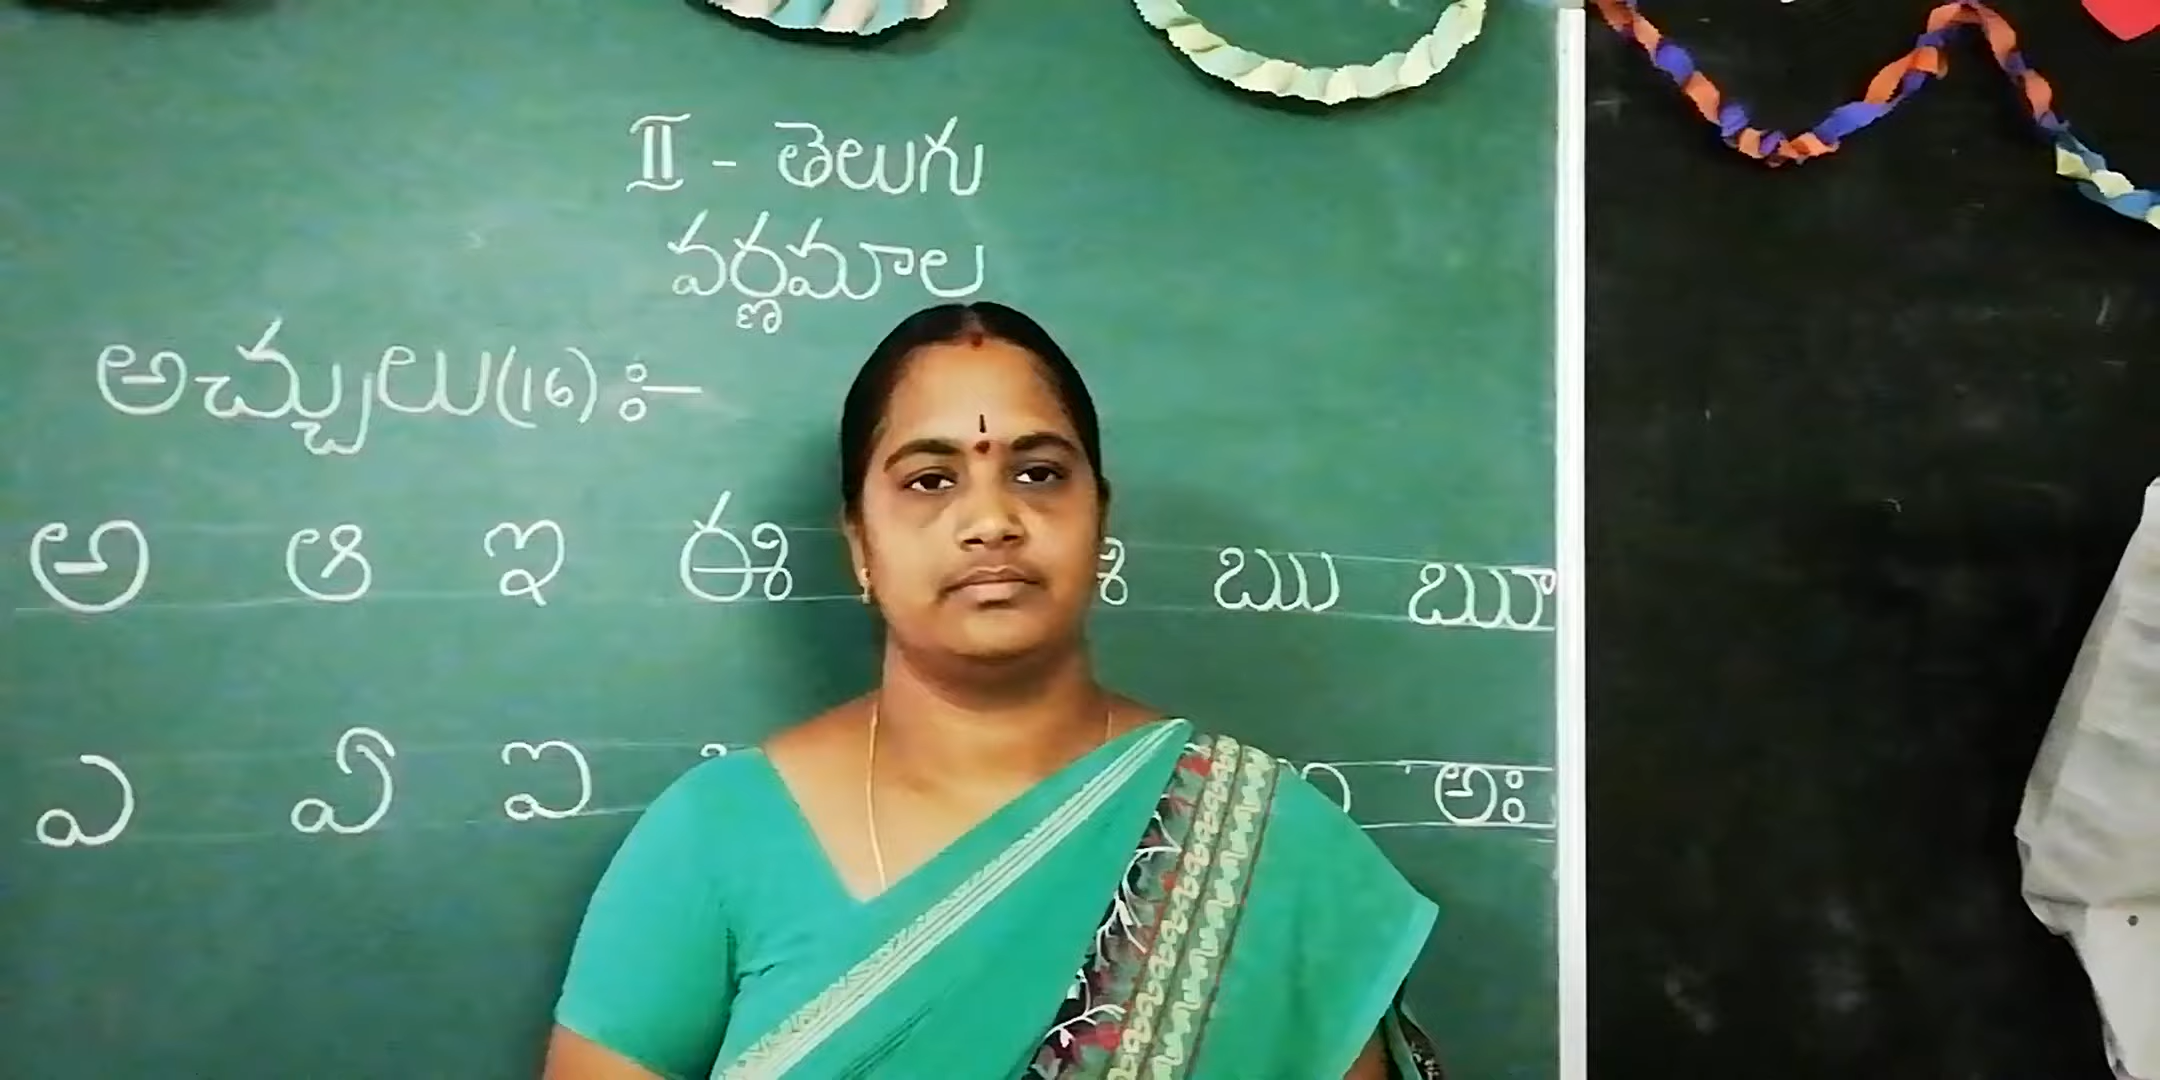 II - తెలుగు
వర్ణమాల
అచ్చులు(16) :-
అ ఆ ఇ ఈ ఋ ౠ
ఎ ఏ ఐ అః